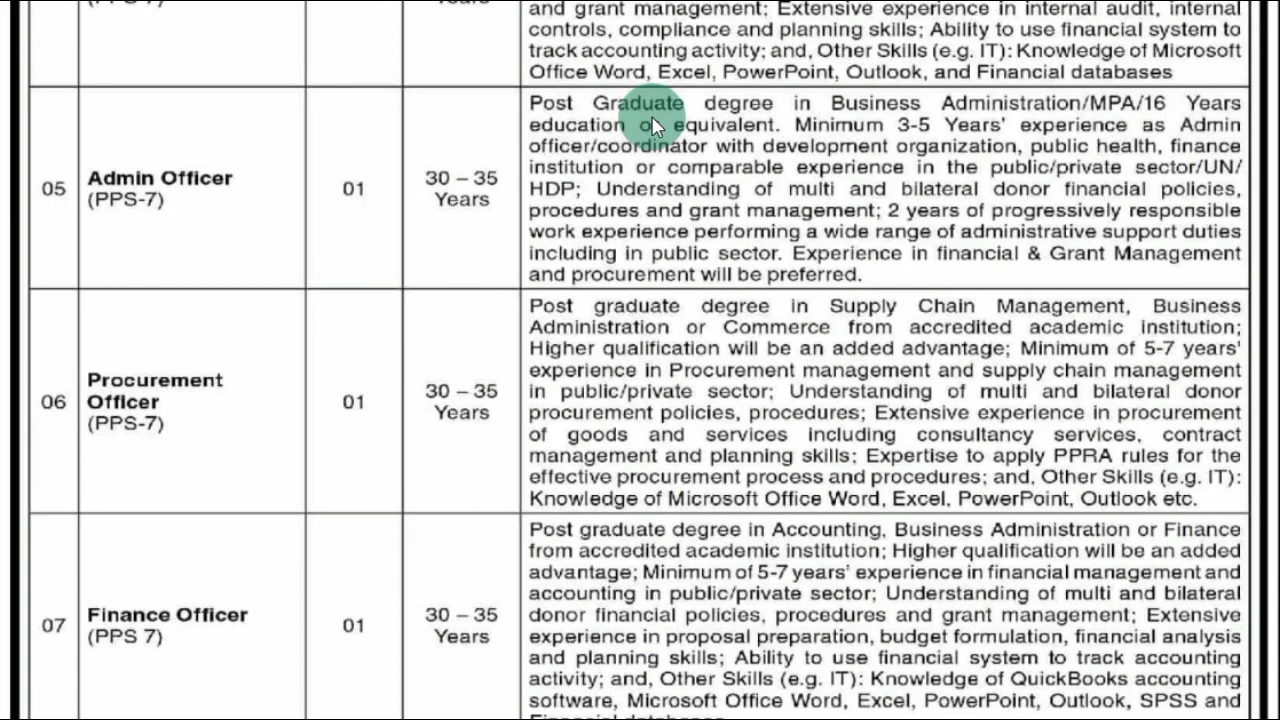 and grant management; Extensive experience in internal audit, internal
controls, compliance and planning skills; Ability to use financial system to
track accounting activity; and, Other Skills (e.g. IT): Knowledge of Microsoft
Office Word, Excel, PowerPoint, Outlook, and Financial databases
05
Admin Officer
(PPS-7)
01
30 – 35
Years
Post Graduate degree in Business Administration/MPA/16 Years
education or equivalent. Minimum 3-5 Years' experience as Admin
officer/coordinator with development organization, public health, finance
institution or comparable experience in the public/private sector/UN/
HDP; Understanding of multi and bilateral donor financial policies,
procedures and grant management; 2 years of progressively responsible
work experience performing a wide range of administrative support duties
including in public sector. Experience in financial & Grant Management
and procurement will be preferred.
06
Procurement
Officer
(PPS-7)
01
30 – 35
Years
Post graduate degree in Supply Chain Management, Business
Administration or Commerce from accredited academic institution;
Higher qualification will be an added advantage; Minimum of 5-7 years'
experience in Procurement management and supply chain management
in public/private sector; Understanding of multi and bilateral donor
procurement policies, procedures; Extensive experience in procurement
of goods and services including consultancy services, contract
management and planning skills; Expertise to apply PPRA rules for the
effective procurement process and procedures; and, Other Skills (e.g. IT):
Knowledge of Microsoft Office Word, Excel, PowerPoint, Outlook etc.
07
Finance Officer
(PPS 7)
01
30 – 35
Years
Post graduate degree in Accounting, Business Administration or Finance
from accredited academic institution; Higher qualification will be an added
advantage; Minimum of 5-7 years' experience in financial management and
accounting in public/private sector; Understanding of multi and bilateral
donor financial policies, procedures and grant management; Extensive
experience in proposal preparation, budget formulation, financial analysis
and planning skills; Ability to use financial system to track accounting
activity; and, Other Skills (e.g. IT): Knowledge of QuickBooks accounting
software, Microsoft Office Word, Excel, PowerPoint, Outlook, SPSS and